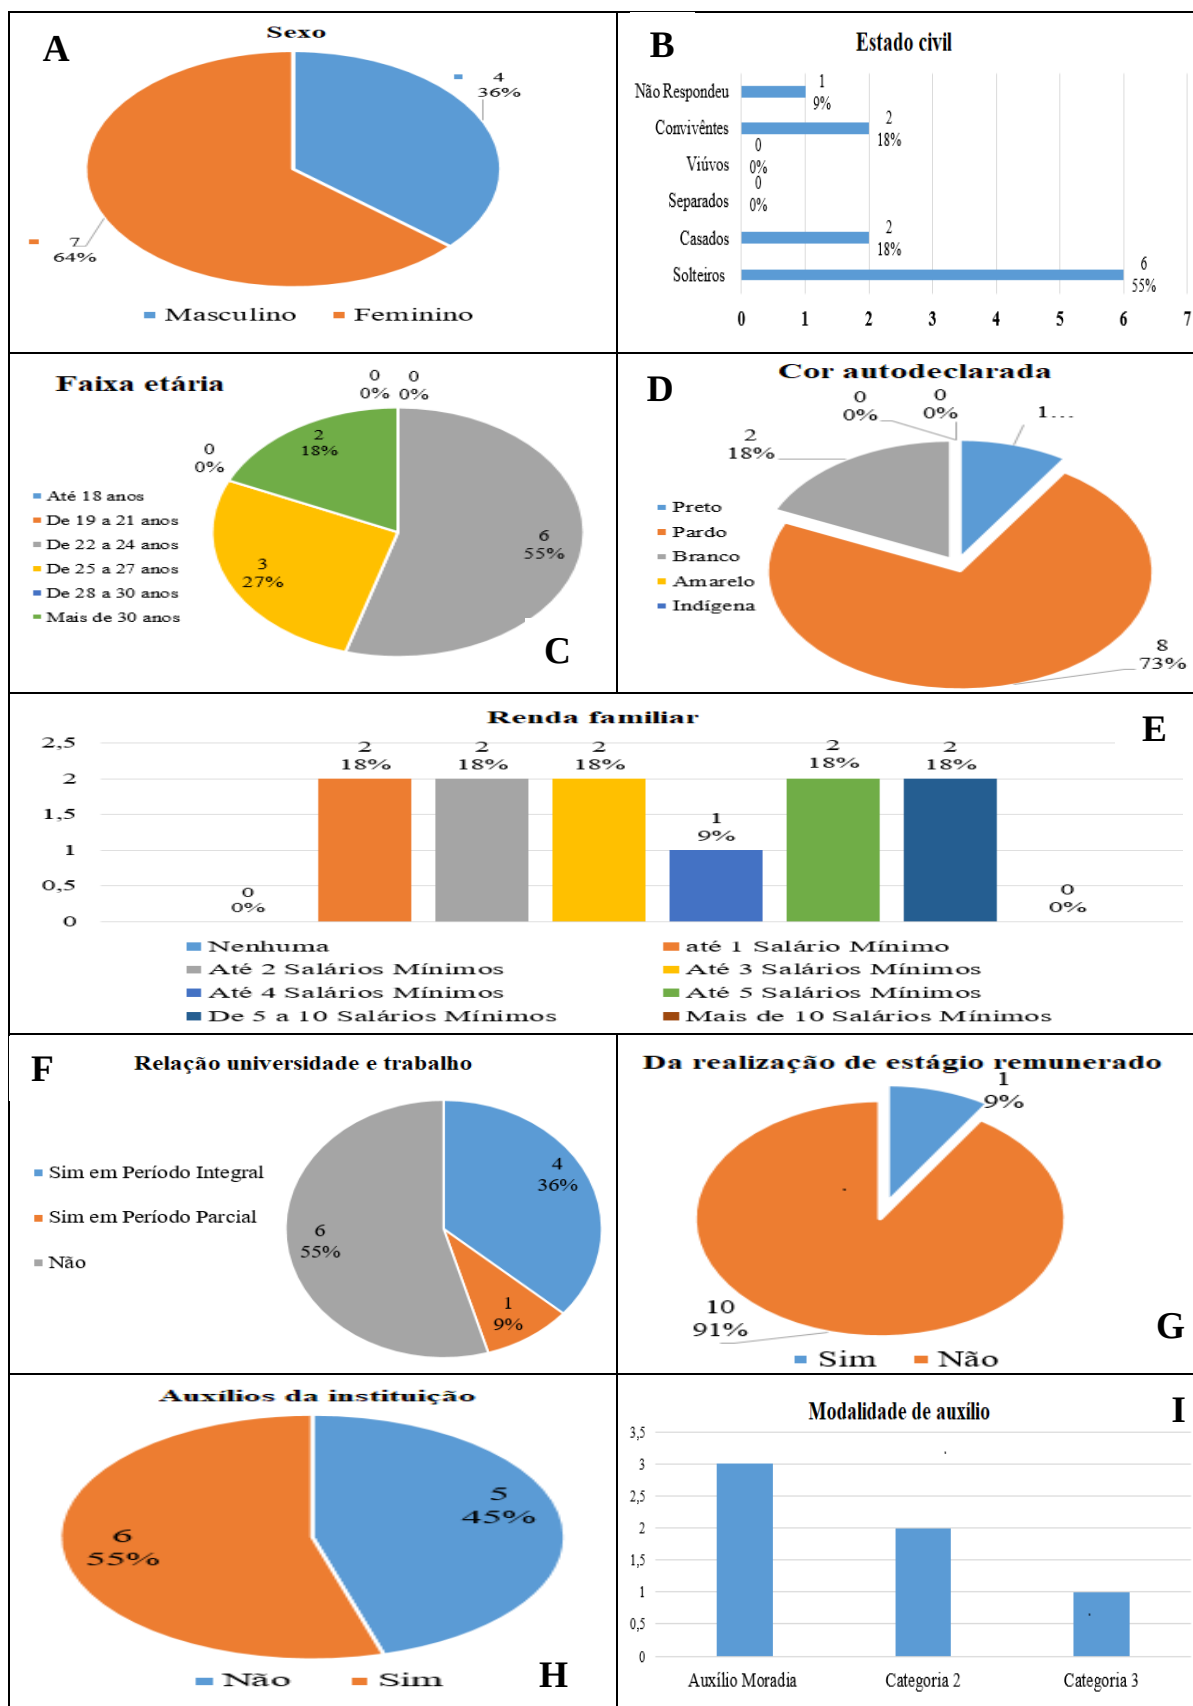 A
Sexo
4
36%
7
64%
Masculino Feminino
B
Estado civil
Não Respondeu
1
9%
Convivêntes
2
18%
Viúvos
0
0%
Separados
0
0%
Casados
2
18%
Solteiros
6
55%
0 1 2 3 4 5 6 7
Faixa etária
0 0
0% 0%
2
18%
0
0%
Até 18 anos
De 19 a 21 anos
De 22 a 24 anos
De 25 a 27 anos
De 28 a 30 anos
Mais de 30 anos
6
55%
3
27%
C
Cor autodeclarada
D
0
0%
0
0%
1...
2
18%
Preto
Pardo
Branco
Amarelo
Indígena
8
73%
Renda familiar
E
2,5
2
1,5
1
0,5
0
0
0%
2
18%
2
18%
2
18%
1
9%
2
18%
2
18%
0
0%
Nenhuma até 1 Salário Mínimo
Até 2 Salários Mínimos Até 3 Salários Mínimos
Até 4 Salários Mínimos Até 5 Salários Mínimos
De 5 a 10 Salários Mínimos Mais de 10 Salários Mínimos
F
Relação universidade e trabalho
Sim em Período Integral
Sim em Período Parcial
Não
4
36%
6
55%
1
9%
Da realização de estágio remunerado
1
9%
10
91%
G
Sim Não
Auxílios da instituição
5
45%
6
55%
Não Sim
H
Modalidade de auxílio
I
3,5
3
2,5
2
1,5
1
0,5
0
Auxílio Moradia Categoria 2 Categoria 3